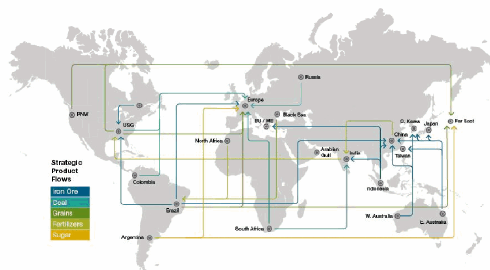 Russia
Europe
PNW
USG
EU / Med
Black Sea
S. Korea
Japan
Far East
China
North Africa
Arabian
Gulf
India
Taiwan
Strategic
Product
Flows
Iron Ore
Coal
Grains
Fertilizers
Sugar
Colombia
Indonesia
Brazil
W. Australia
E. Australia
South Africa
Argentina